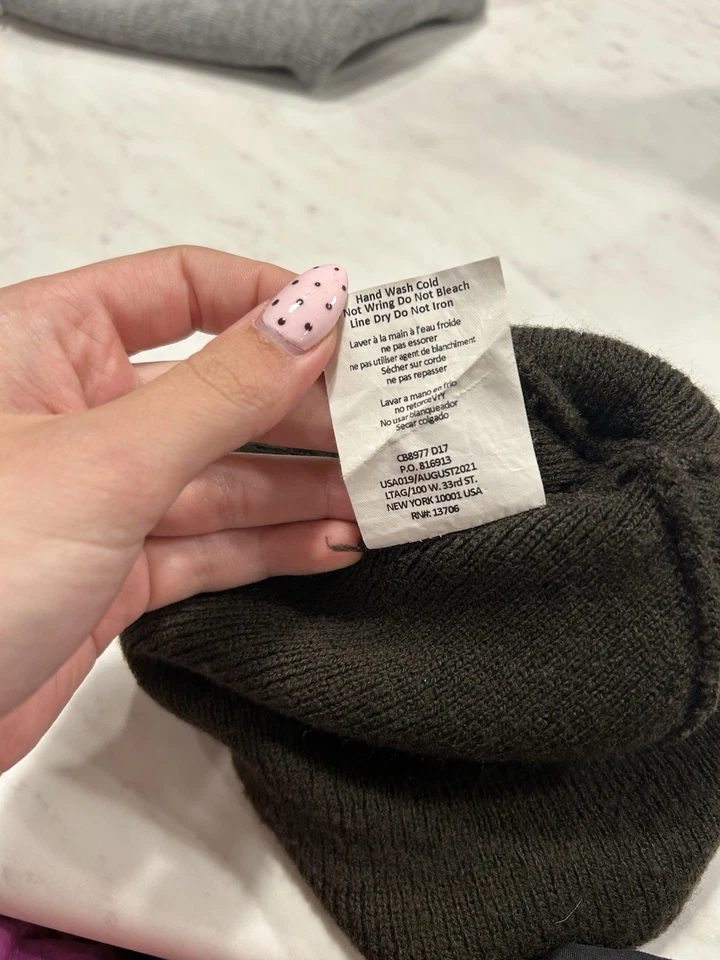 Hand Wash Cold
Not Wring Do Not Bleach
Line Dry Do Not Iron
Laver à la main à l'eau froide
ne pas essorer
ne pas utiliser agent de blanchiment
Sécher sur corde
ne pas repasser
Lavar a mano en frio
no retorce
No usar blanqueador
Secar colgado
CB8977 D17
P.O. 816913
USA019/AUGUST2021
LTAG/100 W. 33rd ST.
NEW YORK 10001 USA
RN#: 13706